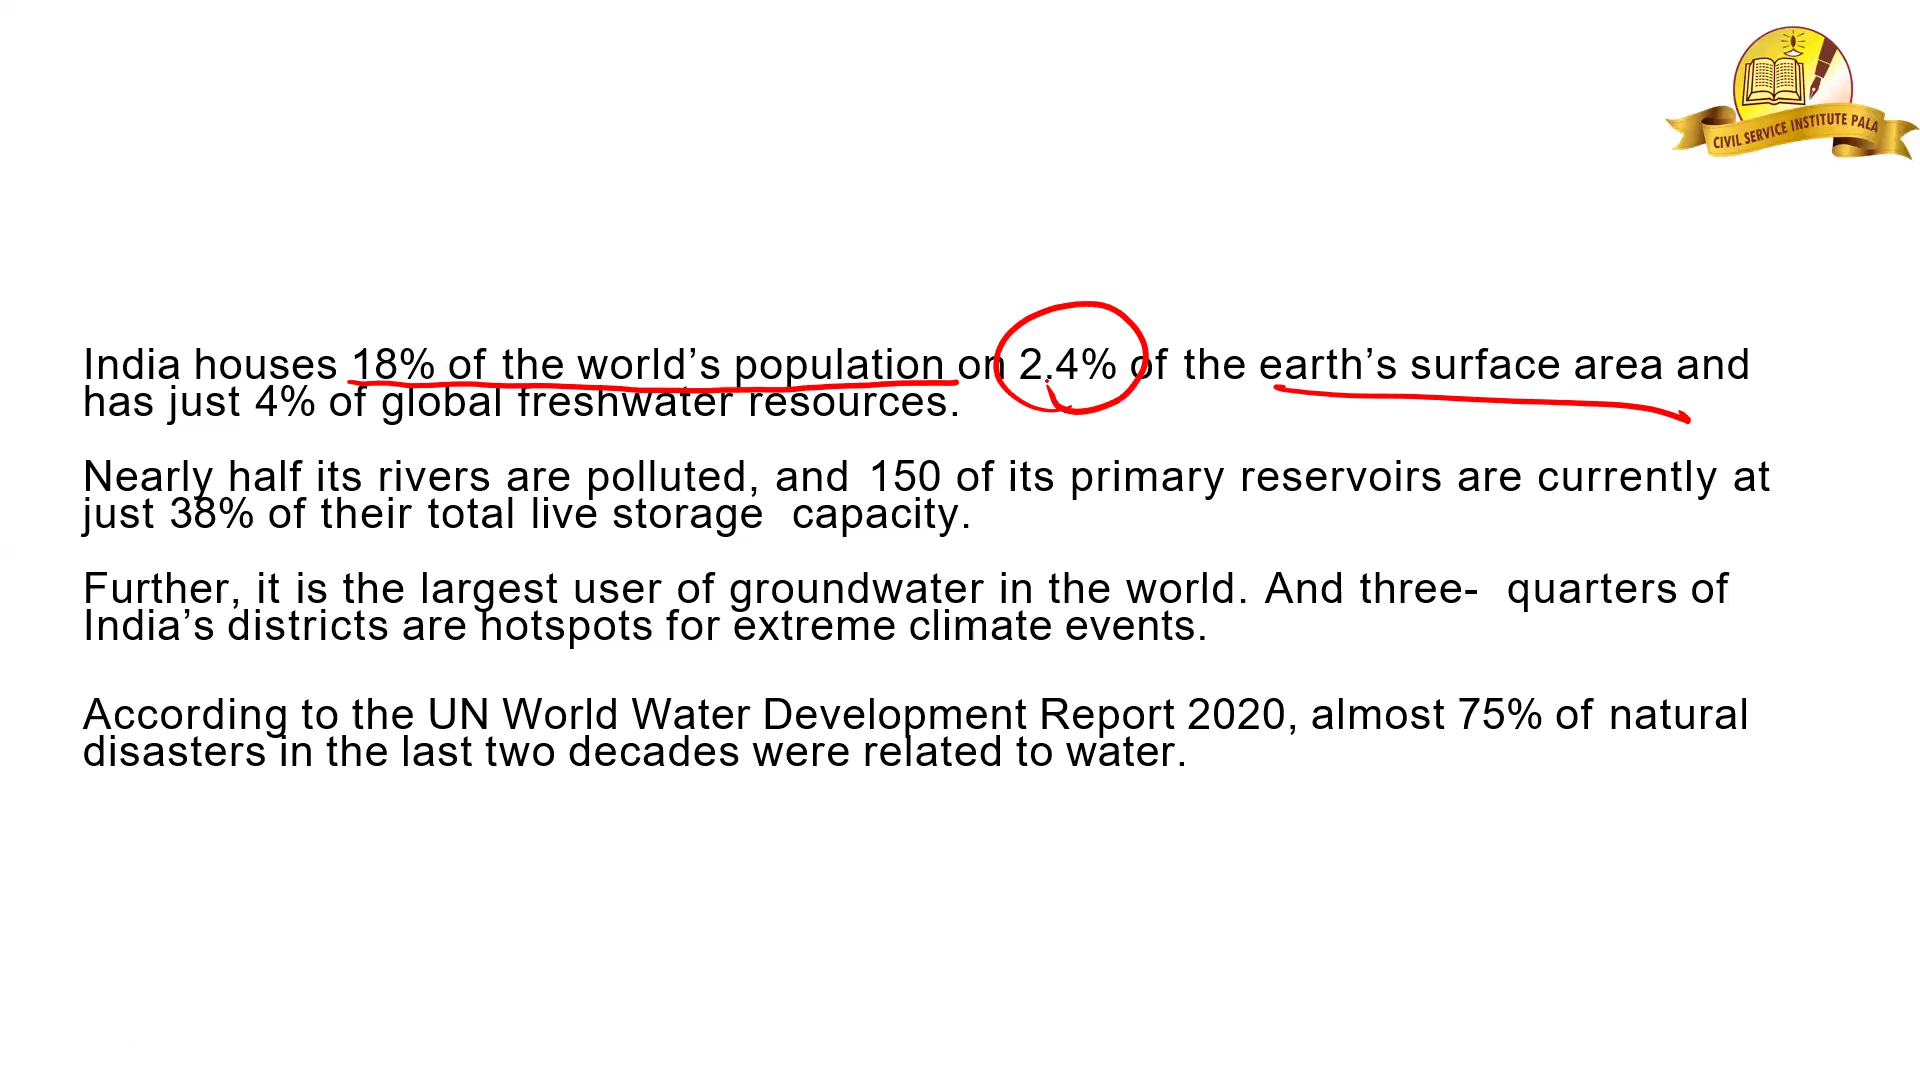 CIVIL SERVICE INSTITUTE PALA
India houses 18% of the world’s population on 2.4% of the earth’s surface area and
has just 4% of global freshwater resources.
Nearly half its rivers are polluted, and 150 of its primary reservoirs are currently at
just 38% of their total live storage capacity.
Further, it is the largest user of groundwater in the world. And three- quarters of
India’s districts are hotspots for extreme climate events.
According to the UN World Water Development Report 2020, almost 75% of natural
disasters in the last two decades were related to water.